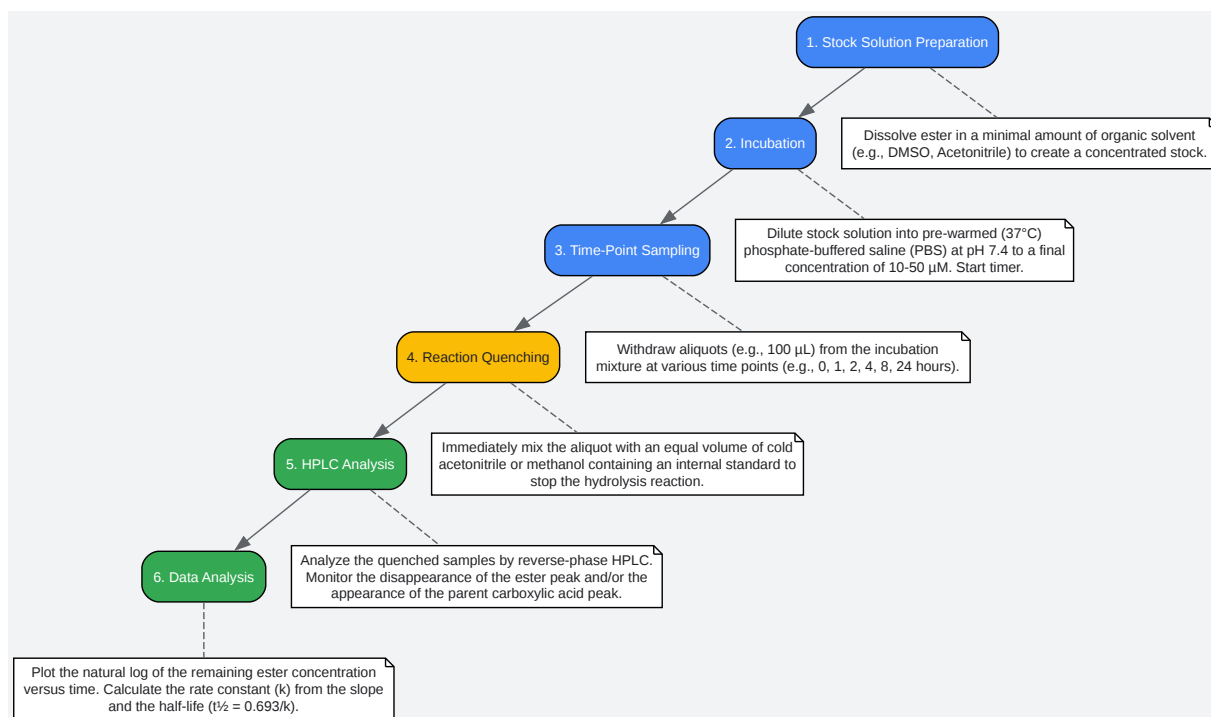 1. Stock Solution Preparation
Dissolve ester in a minimal amount of organic solvent
(e.g., DMSO, Acetonitrile) to create a concentrated stock.
2. Incubation
Dilute stock solution into pre-warmed (37°C)
phosphate-buffered saline (PBS) at pH 7.4 to a final
concentration of 10-50 µM. Start timer.
3. Time-Point Sampling
Withdraw aliquots (e.g., 100 µL) from the incubation
mixture at various time points (e.g., 0, 1, 2, 4, 8, 24 hours).
4. Reaction Quenching
Immediately mix the aliquot with an equal volume of cold
acetonitrile or methanol containing an internal standard to
stop the hydrolysis reaction.
5. HPLC Analysis
Analyze the quenched samples by reverse-phase HPLC.
Monitor the disappearance of the ester peak and/or the
appearance of the parent carboxylic acid peak.
6. Data Analysis
Plot the natural log of the remaining ester concentration
versus time. Calculate the rate constant (k) from the slope
and the half-life (t½ = 0.693/k).